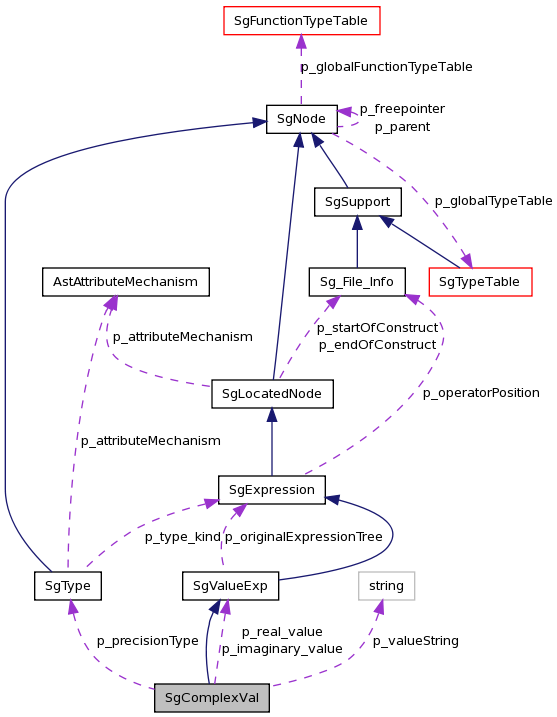 SgFunctionTypeTable
p_globalFunctionTypeTable
SgNode
p_freepointer
p_parent
SgSupport
p_globalTypeTable
AstAttributeMechanism
Sg_File_Info
SgTypeTable
p_attributeMechanism
p_startOfConstruct
p_endOfConstruct
SgLocatedNode
p_operatorPosition
p_attributeMechanism
SgExpression
p_type_kind
p_originalExpressionTree
SgType
SgValueExp
string
p_precisionType
p_real_value
p_imaginary_value
p_valueString
SgComplexVal